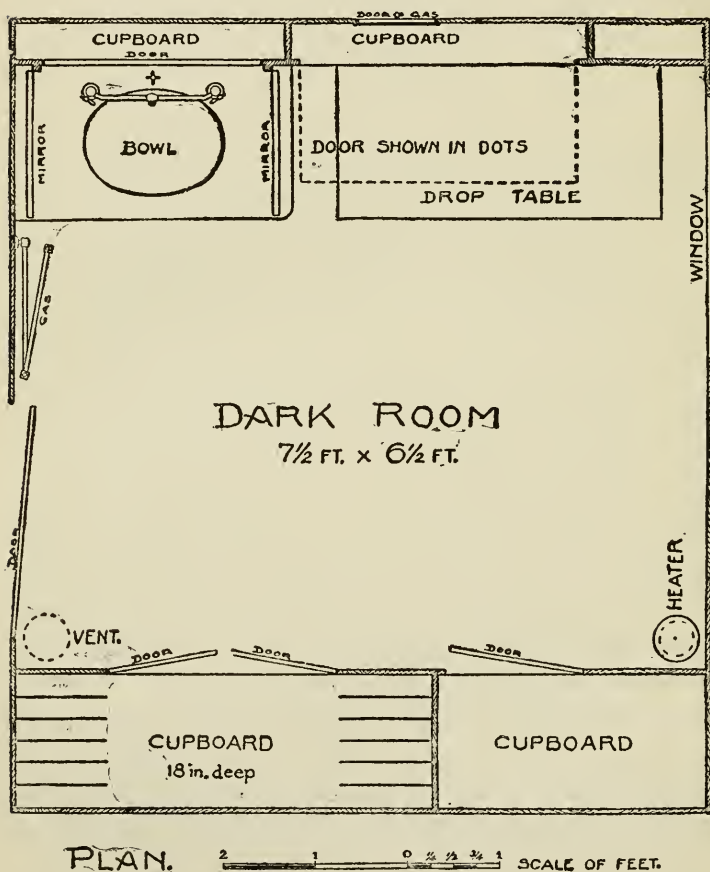 DOOR TO GAS
CUPBOARD
CUPBOARD
DOOR
MIRROR
BOWL
MIRROR
DOOR SHOWN IN DOTS
DROP TABLE
WINDOW
GAS
DARK ROOM
7½ FT. x 6½ FT.
DOOR
HEATER
VENT.
DOOR
DOOR
DOOR
CUPBOARD
18 in. deep
CUPBOARD
PLAN.
2 1 0 ¼ ½ ¾ 1 SCALE OF FEET.